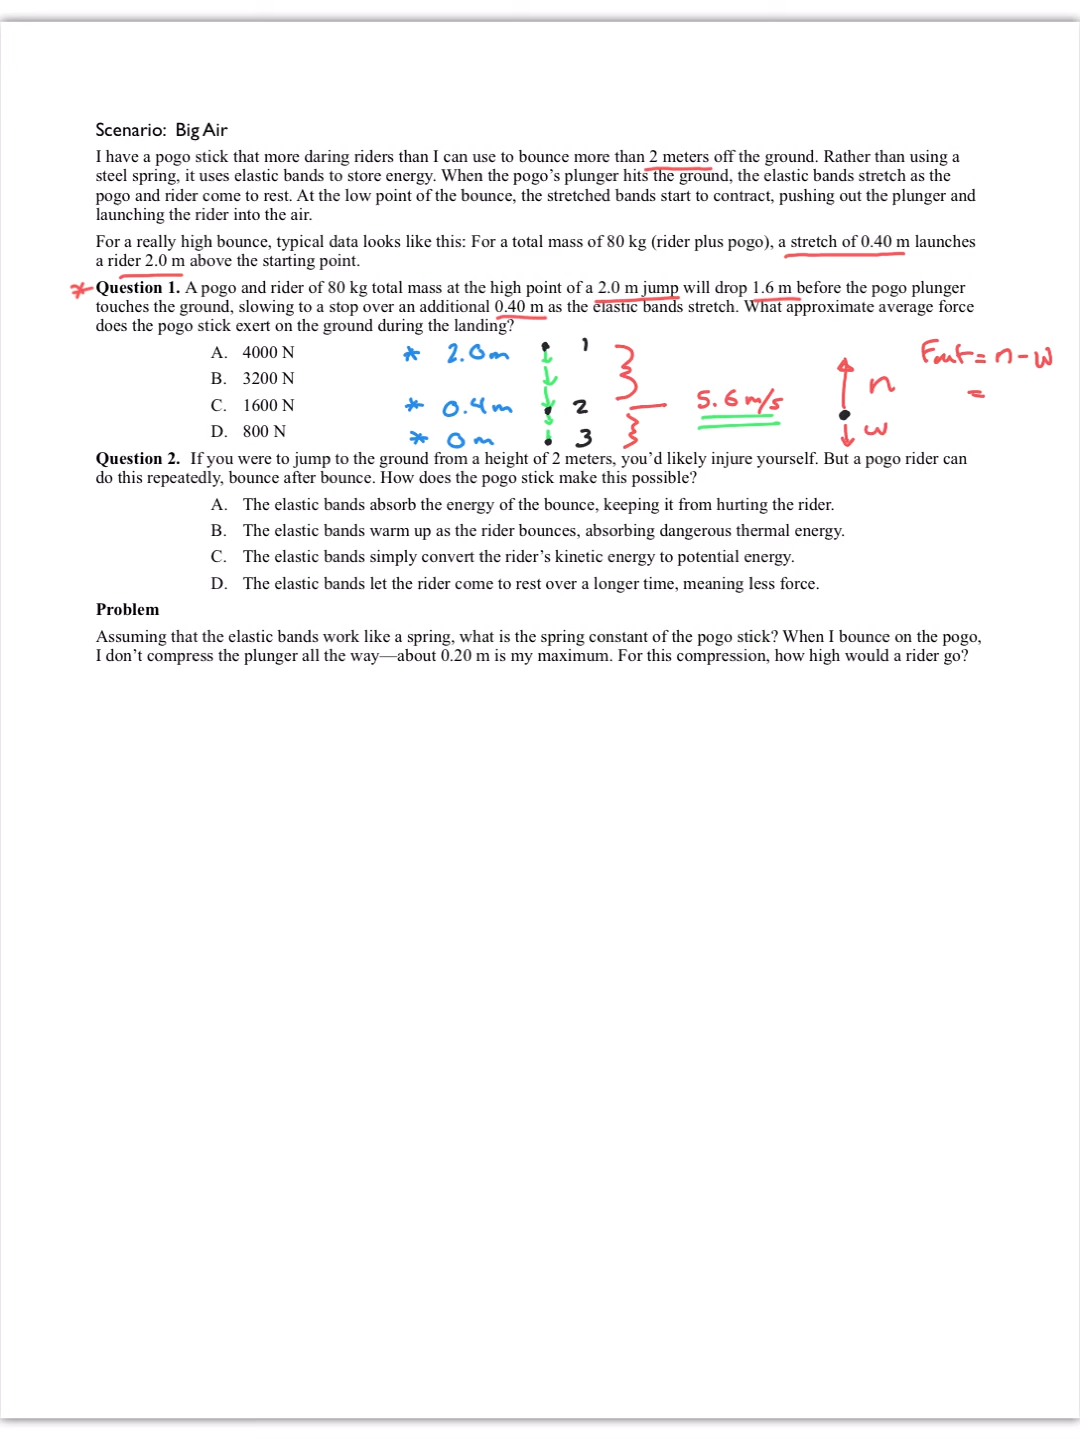 Scenario: Big Air
I have a pogo stick that more daring riders than I can use to bounce more than 2 meters off the ground. Rather than using a
steel spring, it uses elastic bands to store energy. When the pogo's plunger hits the ground, the elastic bands stretch as the
pogo and rider come to rest. At the low point of the bounce, the stretched bands start to contract, pushing out the plunger and
launching the rider into the air.
For a really high bounce, typical data looks like this: For a total mass of 80 kg (rider plus pogo), a stretch of 0.40 m launches
a rider 2.0 m above the starting point.
* Question 1. A pogo and rider of 80 kg total mass at the high point of a 2.0 m jump will drop 1.6 m before the pogo plunger
touches the ground, slowing to a stop over an additional 0.40 m as the elastic bands stretch. What approximate average force
does the pogo stick exert on the ground during the landing?
A. 4000 N * 2.0m 1 Fnet = n - w
B. 3200 N n =
C. 1600 N * 0.4m 2 5.6 m/s
D. 800 N * 0m 3 w
Question 2. If you were to jump to the ground from a height of 2 meters, you'd likely injure yourself. But a pogo rider can
do this repeatedly, bounce after bounce. How does the pogo stick make this possible?
A. The elastic bands absorb the energy of the bounce, keeping it from hurting the rider.
B. The elastic bands warm up as the rider bounces, absorbing dangerous thermal energy.
C. The elastic bands simply convert the rider's kinetic energy to potential energy.
D. The elastic bands let the rider come to rest over a longer time, meaning less force.
Problem
Assuming that the elastic bands work like a spring, what is the spring constant of the pogo stick? When I bounce on the pogo,
I don't compress the plunger all the way—about 0.20 m is my maximum. For this compression, how high would a rider go?